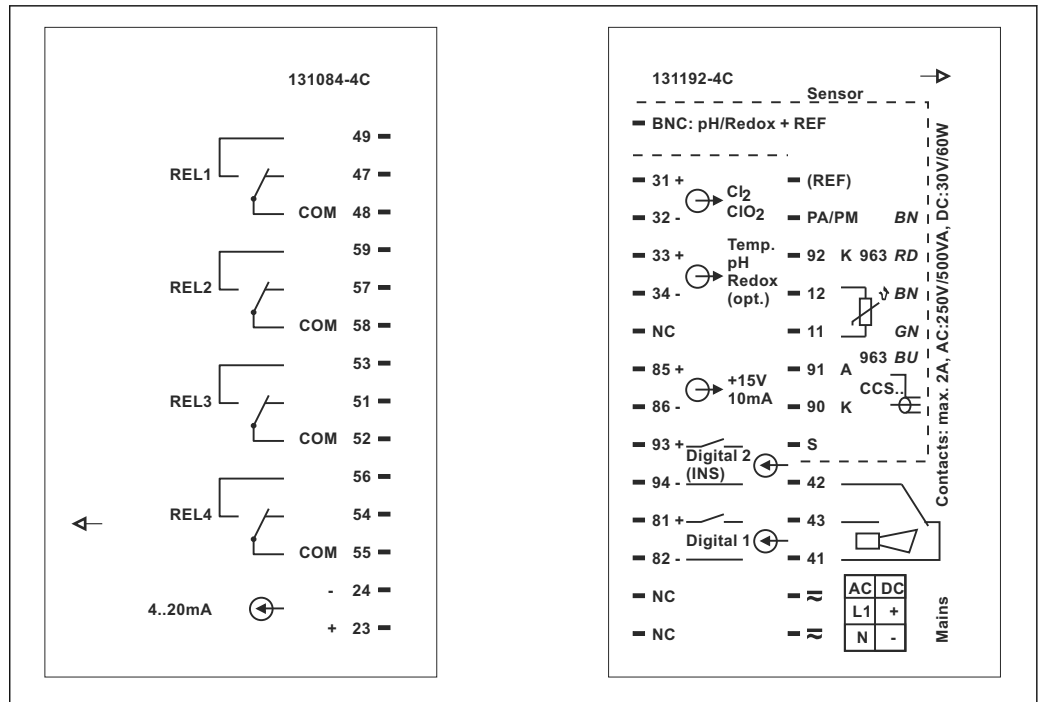 131084-4C
49
REL1 47
COM 48
59
REL2 57
COM 58
53
REL3 51
COM 52
56
REL4 54
COM 55
- 24
4..20mA
+ 23
131192-4C
Sensor
BNC: pH/Redox + REF
31 +
32 -
Cl2
ClO2
33 +
34 -
Temp.
pH
Redox
(opt.)
NC
85 +
86 -
+15V
10mA
93 +
94 -
Digital 2
(INS)
81 +
82 -
Digital 1
NC
NC
(REF)
PA/PM BN
92 K 963 RD
12 ϑ BN
11 GN
963 BU
91 A
CCS..
90 K
S
42
43
41
≂
≂
AC DC
L1 +
N -
Contacts: max. 2A, AC:250V/500VA, DC:30V/60W
Mains